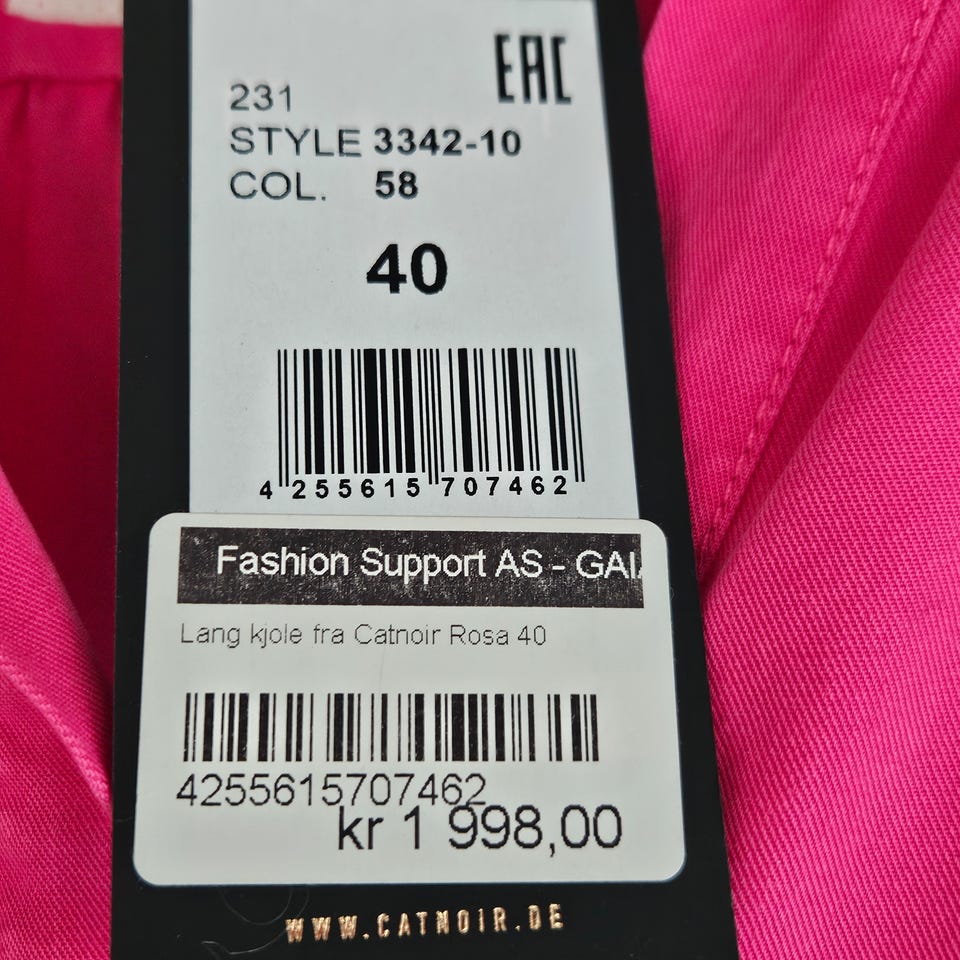 EAC
231
STYLE 3342-10
COL. 58
40
4 255615 707462
Fashion Support AS - GAI
Lang kjole fra Catnoir Rosa 40
4255615707462
kr 1 998,00
WWW.CATNOIR.DE